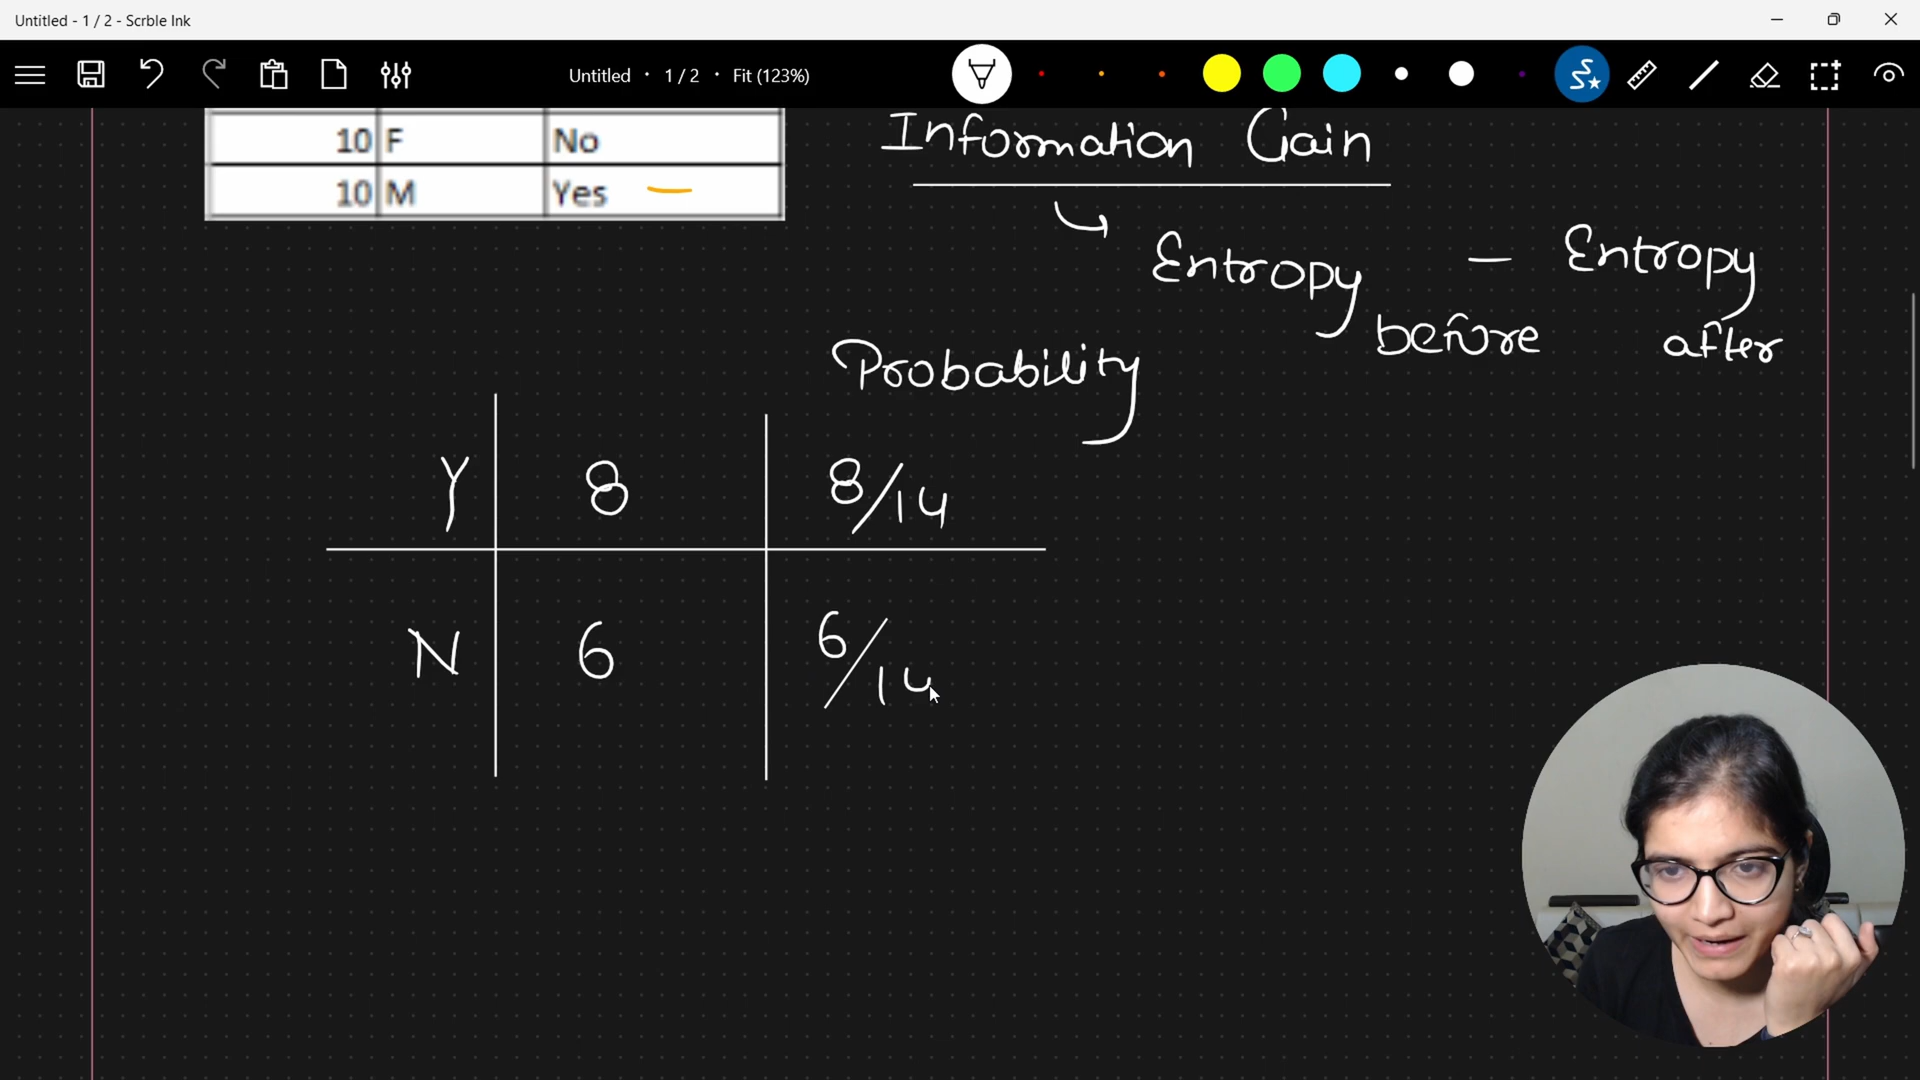 Untitled - 1 / 2 - Scrble Ink
Untitled • 1 / 2 • Fit (123%)
10 F No
10 M Yes
Information Gain
Entropy before - Entropy after
Probability
Y 8 8/14
N 6 6/14